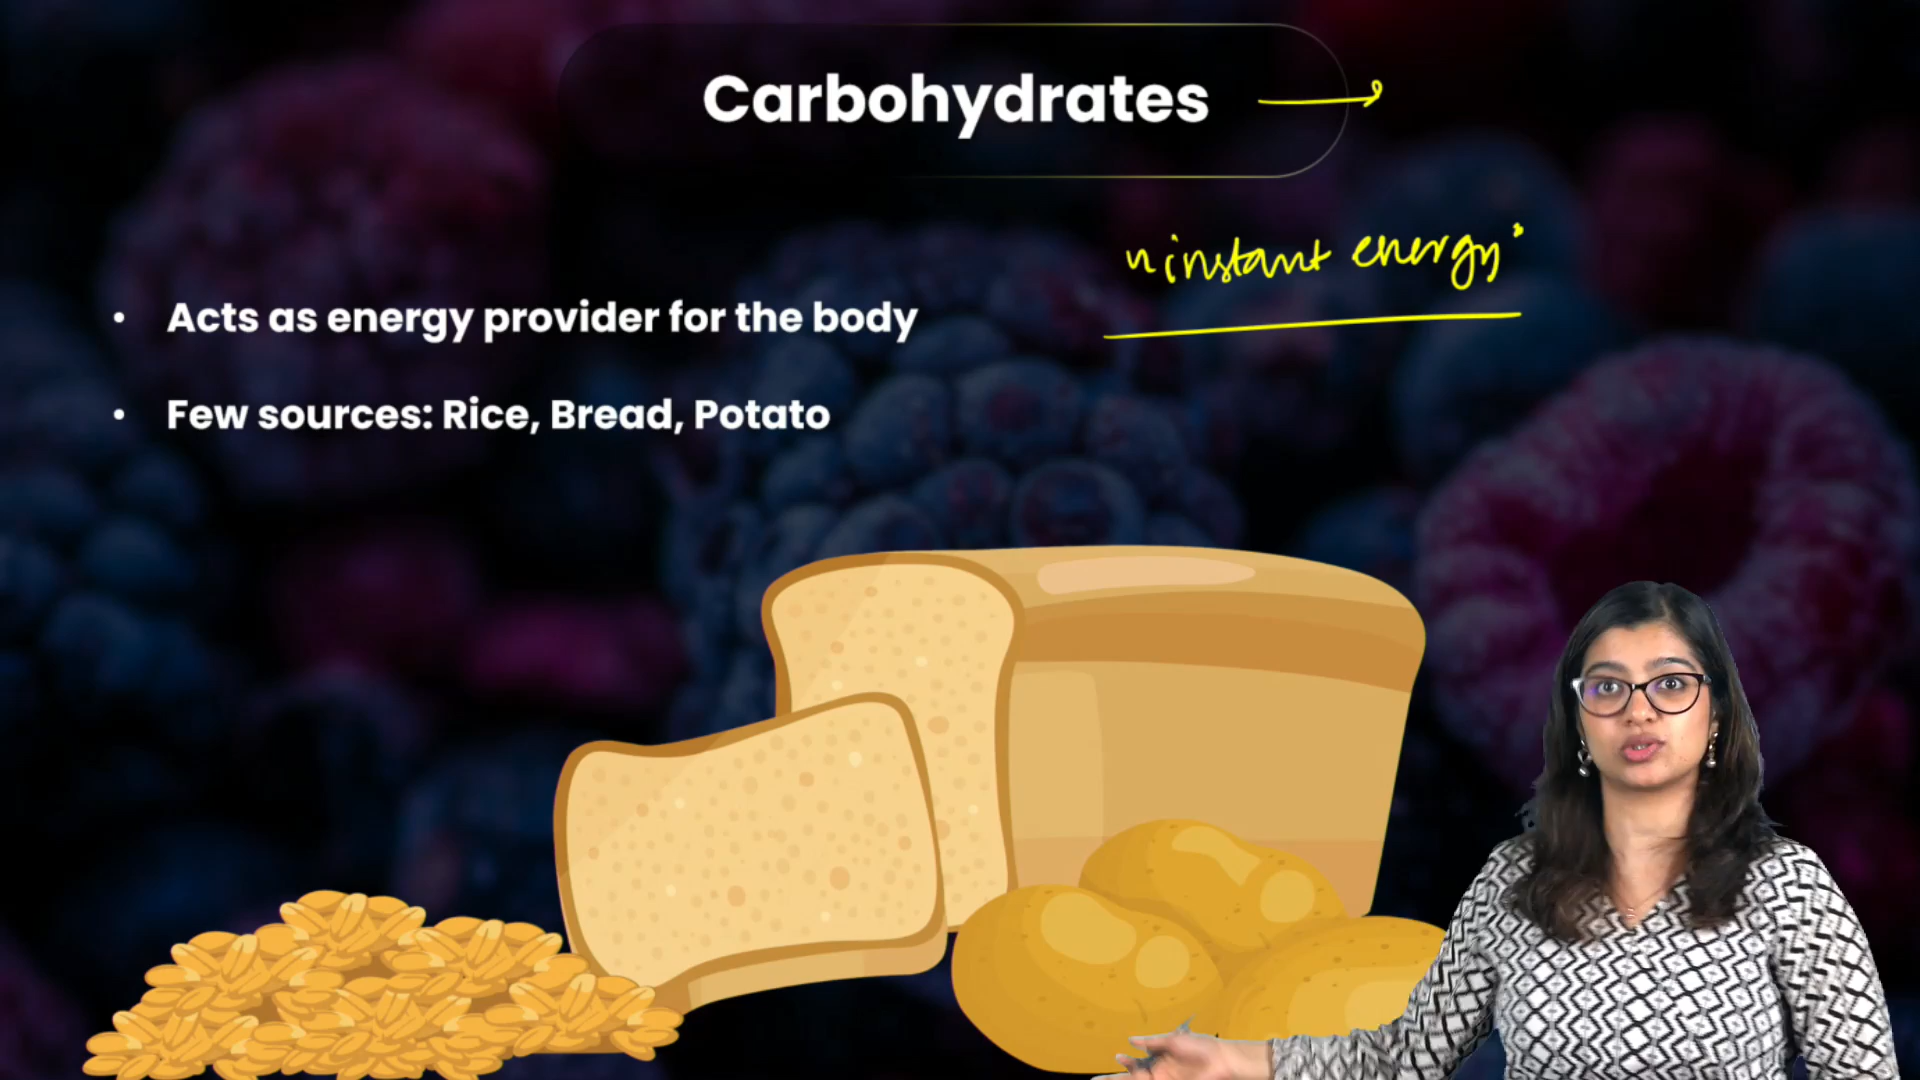 Carbohydrates
"instant energy"
• Acts as energy provider for the body
• Few sources: Rice, Bread, Potato